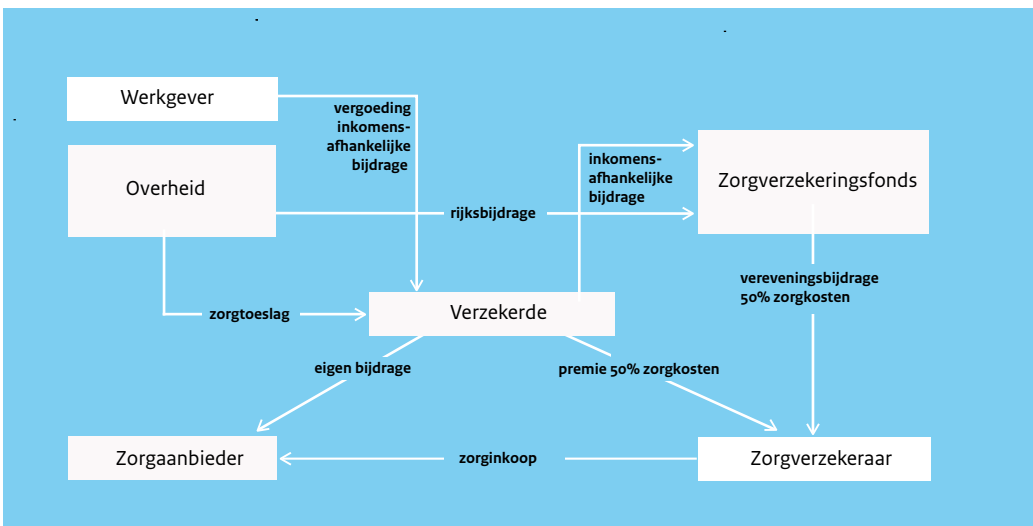 Werkgever
vergoeding
inkomens-
afhankelijke
bijdrage
Overheid
inkomens-
afhankelijke
bijdrage
Zorgverzekeringsfonds
rijksbijdrage
vereveningsbijdrage
50% zorgkosten
zorgtoeslag
Verzekerde
eigen bijdrage
premie 50% zorgkosten
Zorgaanbieder
zorginkoop
Zorgverzekeraar